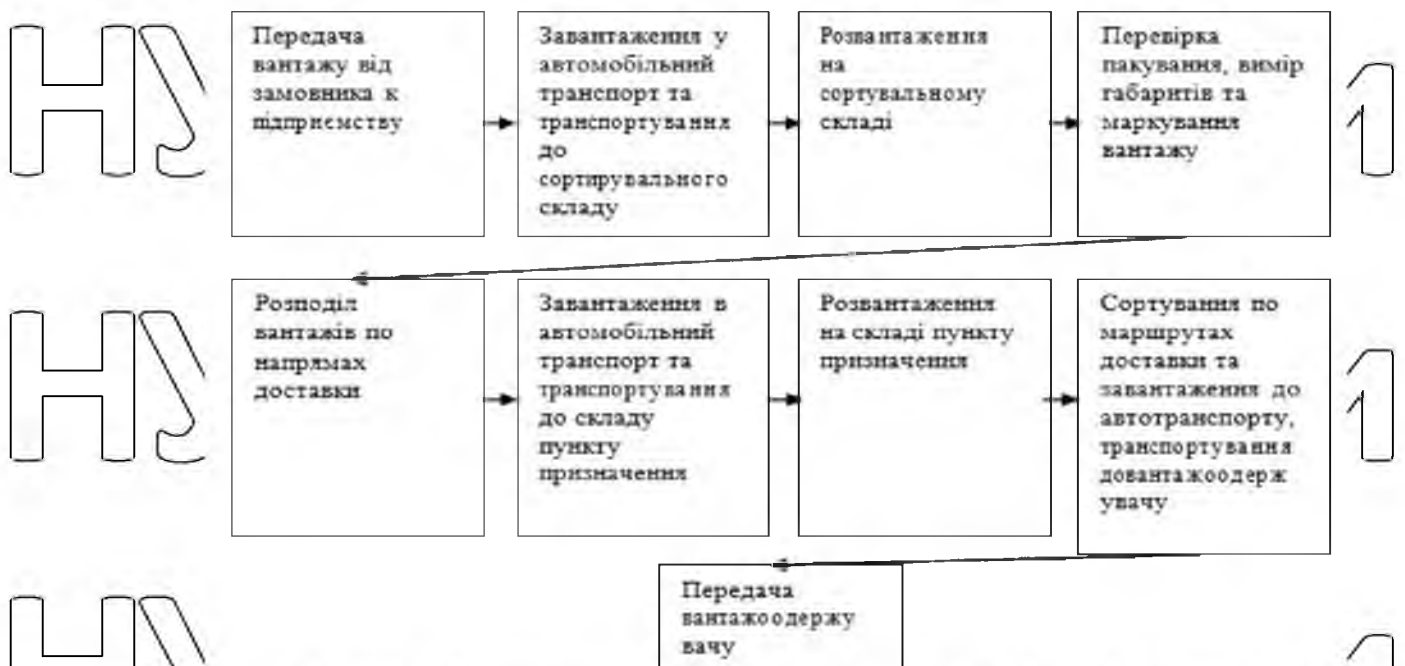 Передача
вантажу від
замовника к
підприємству
Завантаження у
автомобільний
транспорт та
транспортування
до
сортирувального
складу
Розвантаження
на
сортувальному
складі
Перевірка
пакування, вимір
габаритів та
маркування
вантажу
Розподіл
вантажів по
напрямах
доставки
Завантаження в
автомобільний
транспорт та
транспортування
до складу
пункту
призначення
Розвантаження
на складі пункту
призначення
Сортування по
маршрутах
доставки та
завантаження до
автотранспорту,
транспортування
довантажоодерж
увачу
Передача
вантажоодержу
вачу